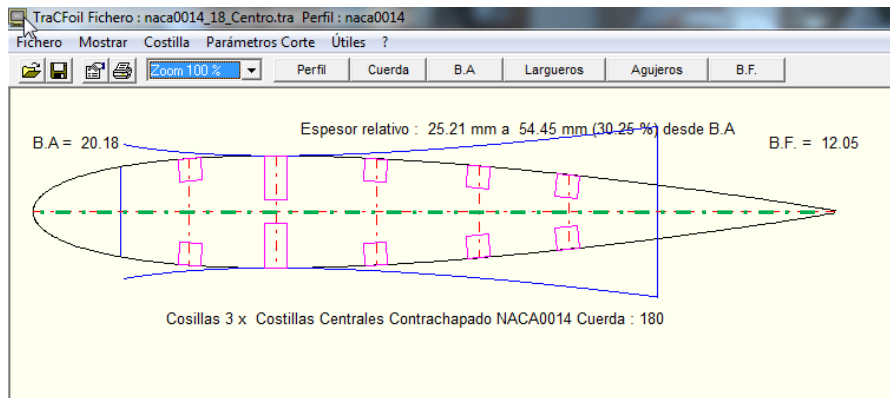 TraCFoil Fichero : naca0014_18_Centro.tra Perfil : naca0014
Fichero Mostrar Costilla Parámetros Corte Útiles ?
Zoom 100 % Perfil Cuerda B.A Largueros Agujeros B.F.
Espesor relativo : 25.21 mm a 54.45 mm (30.25 %) desde B.A
B.A = 20.18 B.F. = 12.05
Cosillas 3 x Costillas Centrales Contrachapado NACA0014 Cuerda : 180